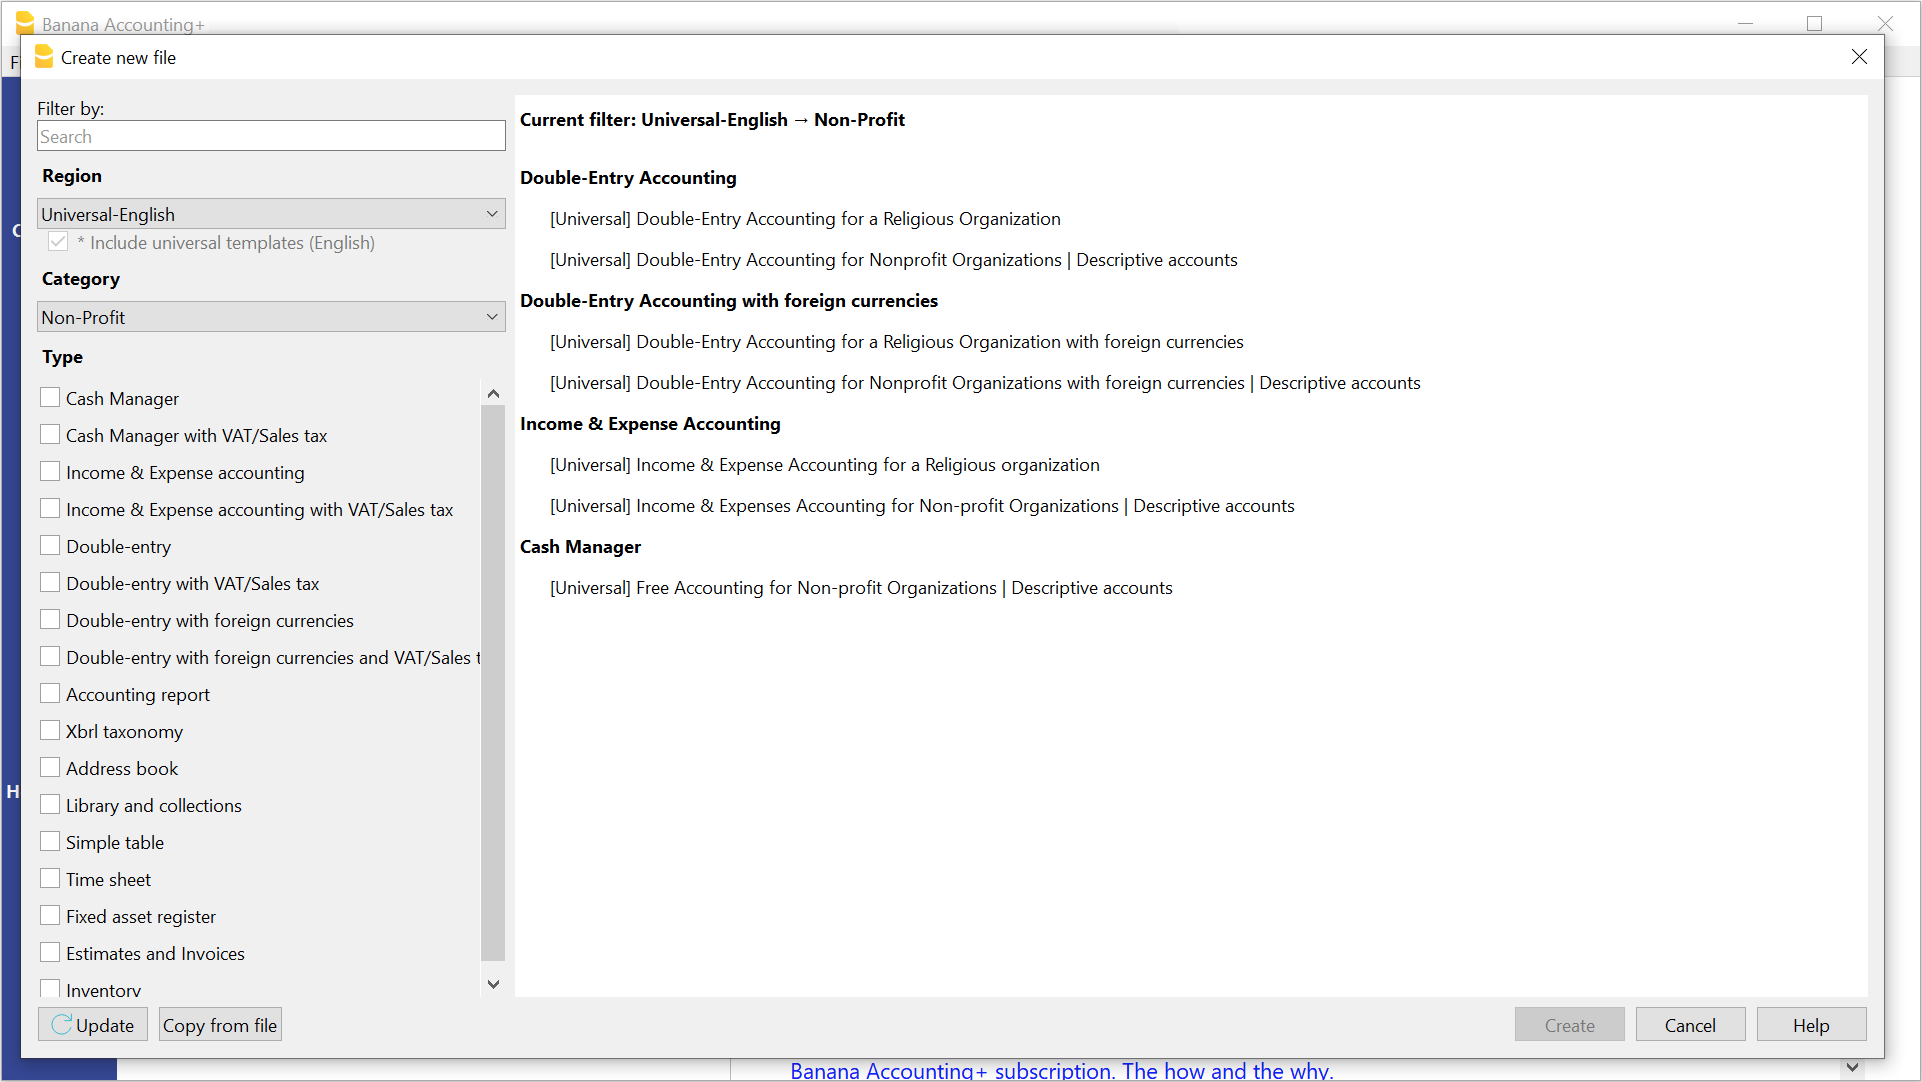 Banana Accounting+
Create new file
Filter by:
Search
Region
Universal-English
* Include universal templates (English)
Category
Non-Profit
Type
Cash Manager
Cash Manager with VAT/Sales tax
Income & Expense accounting
Income & Expense accounting with VAT/Sales tax
Double-entry
Double-entry with VAT/Sales tax
Double-entry with foreign currencies
Double-entry with foreign currencies and VAT/Sales t
Accounting report
Xbrl taxonomy
Address book
Library and collections
Simple table
Time sheet
Fixed asset register
Estimates and Invoices
Inventory
Update
Copy from file
Current filter: Universal-English → Non-Profit
Double-Entry Accounting
[Universal] Double-Entry Accounting for a Religious Organization
[Universal] Double-Entry Accounting for Nonprofit Organizations | Descriptive accounts
Double-Entry Accounting with foreign currencies
[Universal] Double-Entry Accounting for a Religious Organization with foreign currencies
[Universal] Double-Entry Accounting for Nonprofit Organizations with foreign currencies | Descriptive accounts
Income & Expense Accounting
[Universal] Income & Expense Accounting for a Religious organization
[Universal] Income & Expenses Accounting for Non-profit Organizations | Descriptive accounts
Cash Manager
[Universal] Free Accounting for Non-profit Organizations | Descriptive accounts
Create
Cancel
Help
Banana Accounting+ subscription. The how and the why.